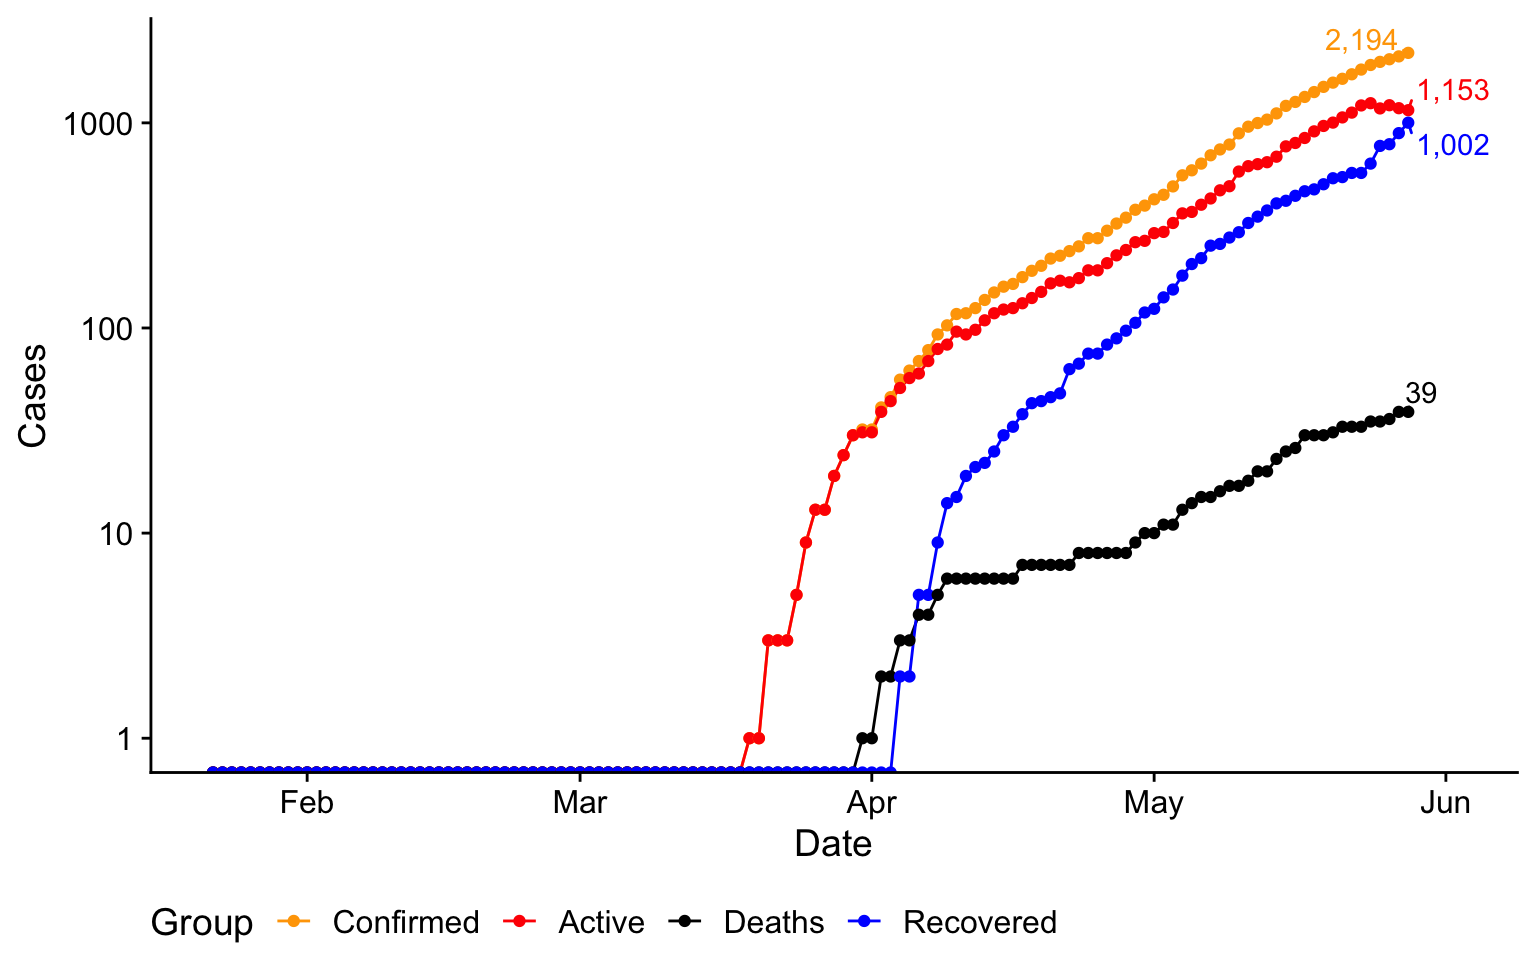 2,194
1,153
1,002
39
1000
100
10
1
Cases
Feb Mar Apr May Jun
Date
Group Confirmed Active Deaths Recovered